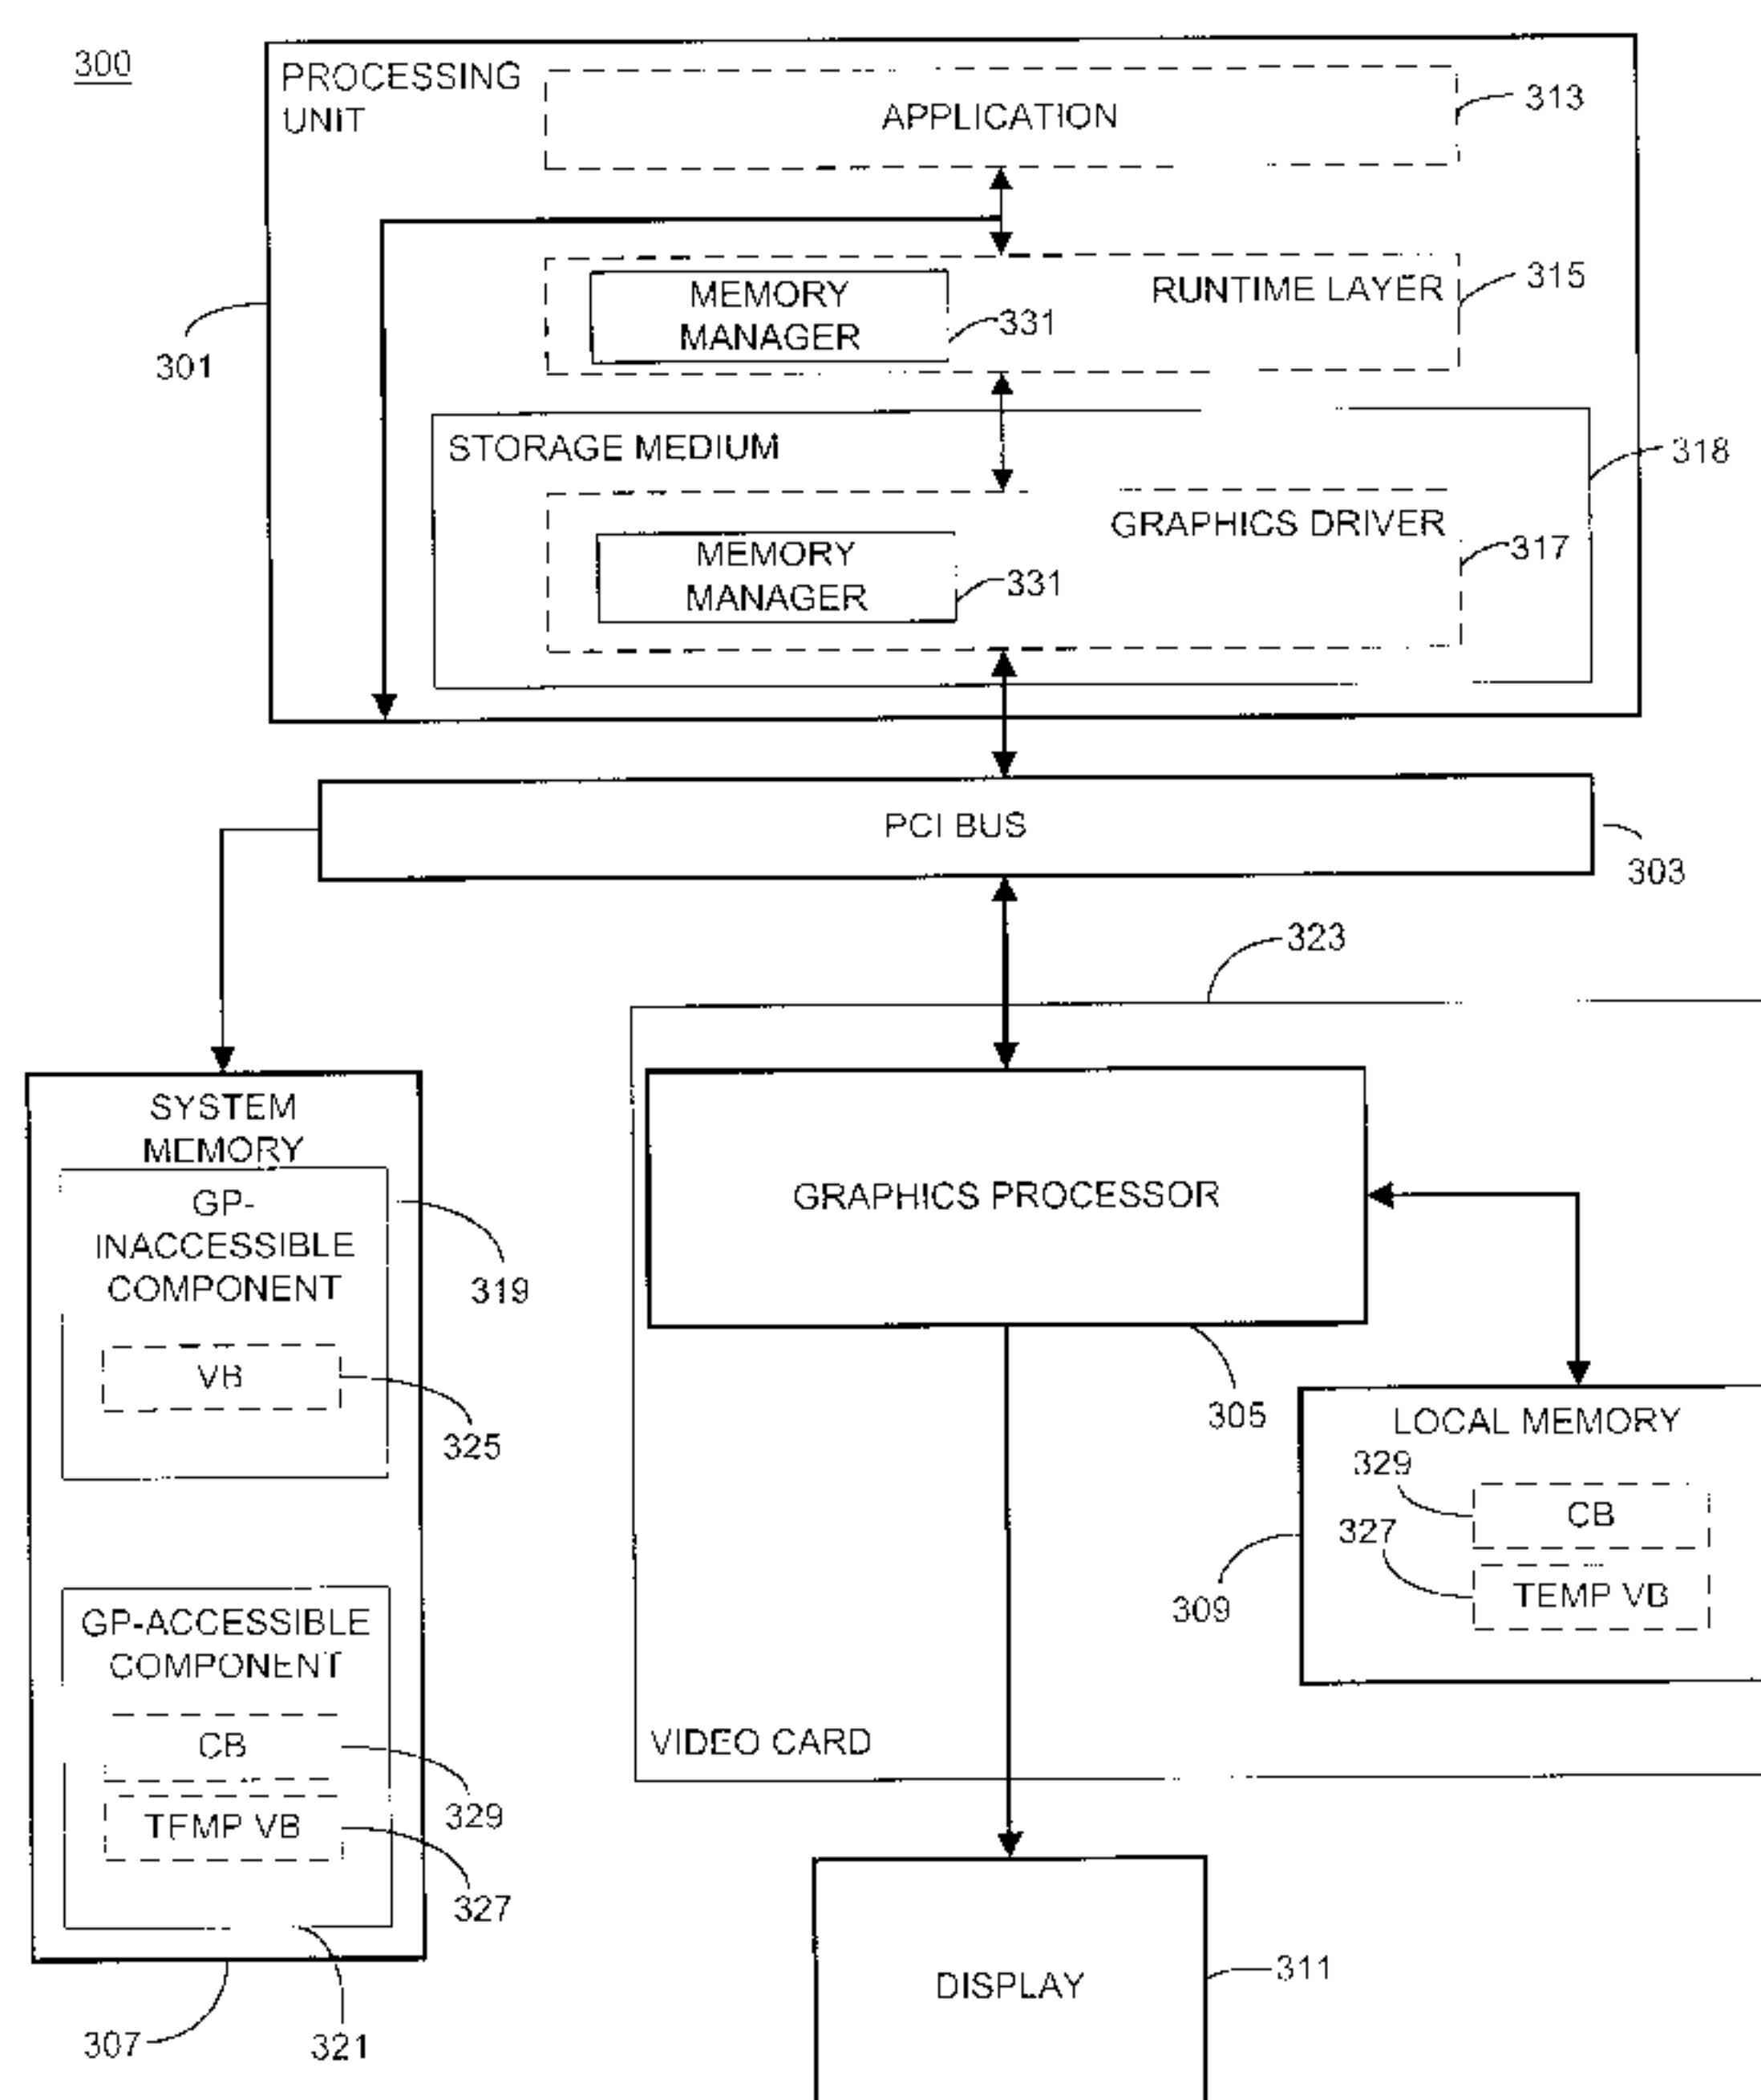 300
PROCESSING
UNIT
APPLICATION
313
301
MEMORY
MANAGER
331
RUNTIME LAYER
315
STORAGE MEDIUM
318
GRAPHICS DRIVER
317
MEMORY
MANAGER
331
PCI BUS
303
323
SYSTEM
MEMORY
GP-
INACCESSIBLE
COMPONENT
319
VB
325
GRAPHICS PROCESSOR
305
LOCAL MEMORY
329
CB
327
TEMP VB
309
GP-ACCESSIBLE
COMPONENT
CB
329
TEMP VB
327
VIDEO CARD
307
321
DISPLAY
311